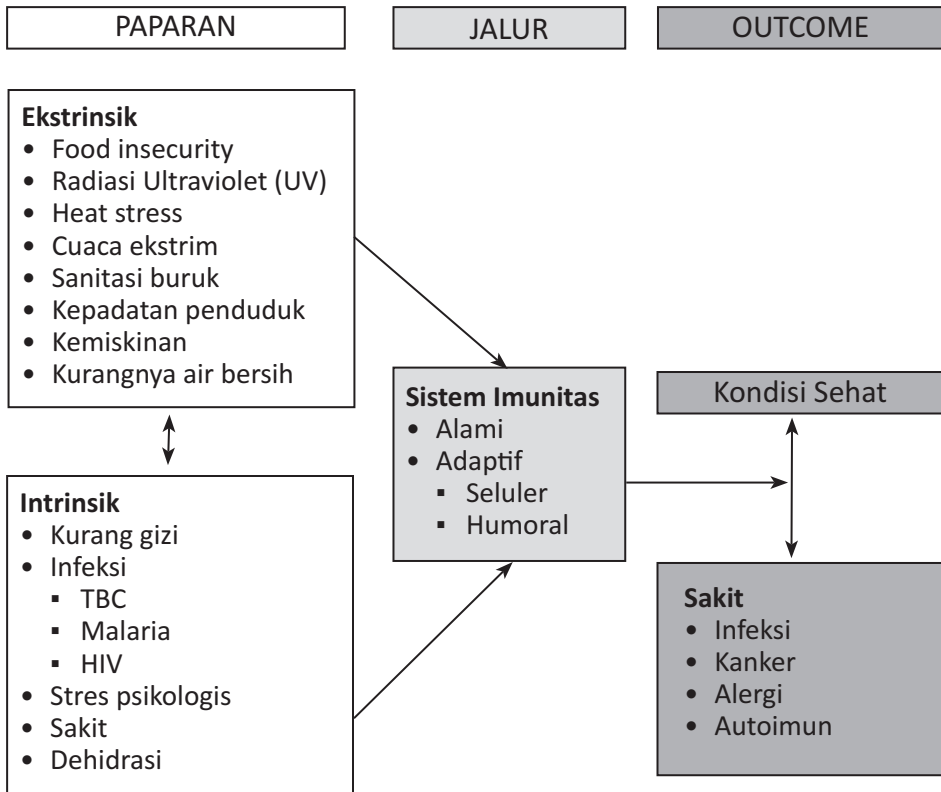 PAPARAN
JALUR
OUTCOME
Ekstrinsik
• Food insecurity
• Radiasi Ultraviolet (UV)
• Heat stress
• Cuaca ekstrim
• Sanitasi buruk
• Kepadatan penduduk
• Kemiskinan
• Kurangnya air bersih
Intrinsik
• Kurang gizi
• Infeksi
▪ TBC
▪ Malaria
▪ HIV
• Stres psikologis
• Sakit
• Dehidrasi
Sistem Imunitas
• Alami
• Adaptif
▪ Seluler
▪ Humoral
Kondisi Sehat
Sakit
• Infeksi
• Kanker
• Alergi
• Autoimun